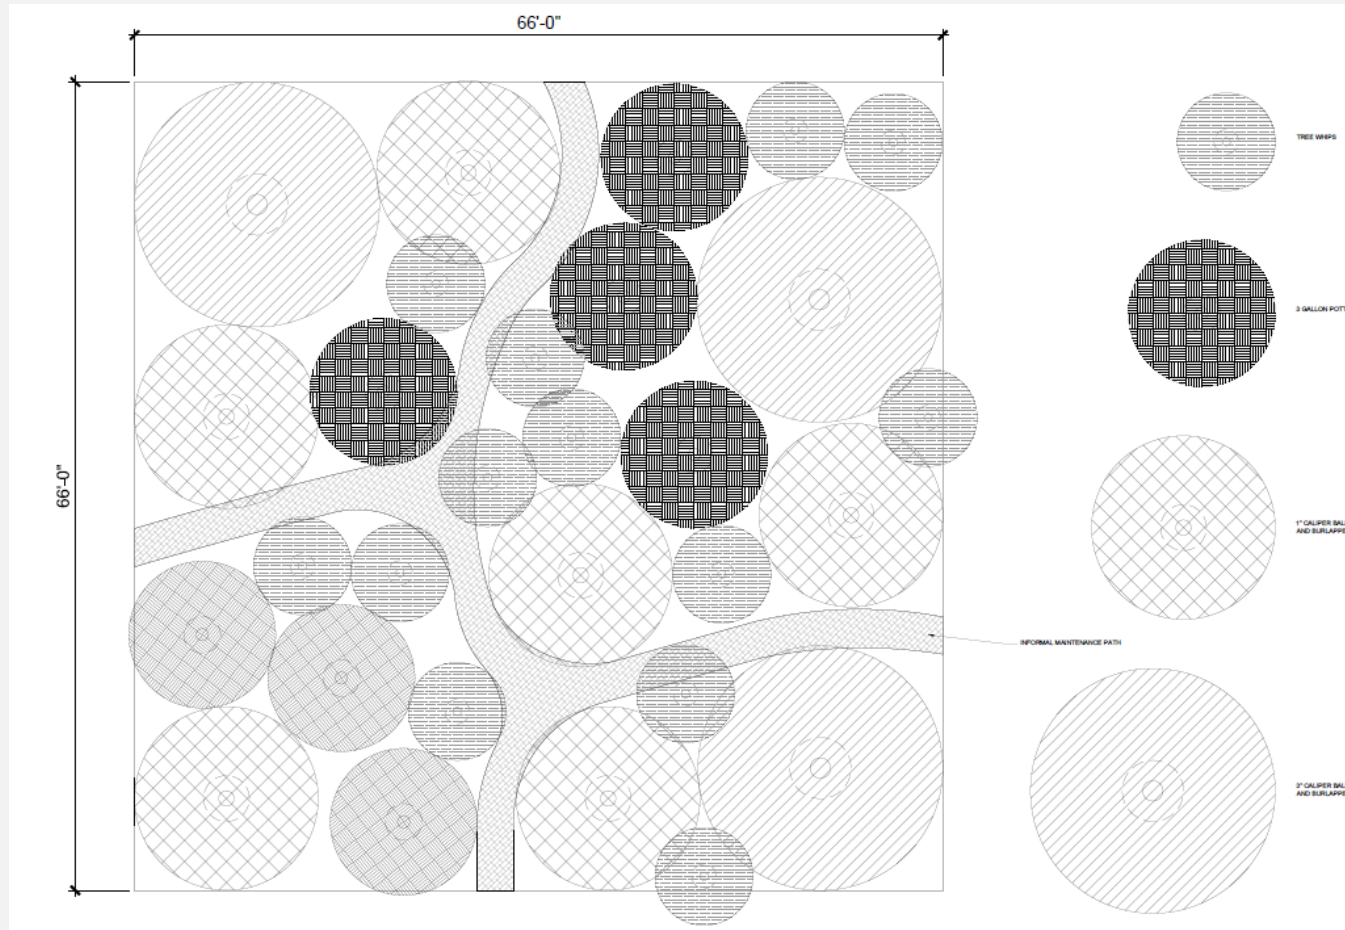 66'-0"
66'-0"
TREE WHIPS
3 GALLON POTT
1" CALIPER BAL
AND BURLAPPE
INFORMAL MAINTENANCE PATH
3" CALIPER BAL
AND BURLAPPE